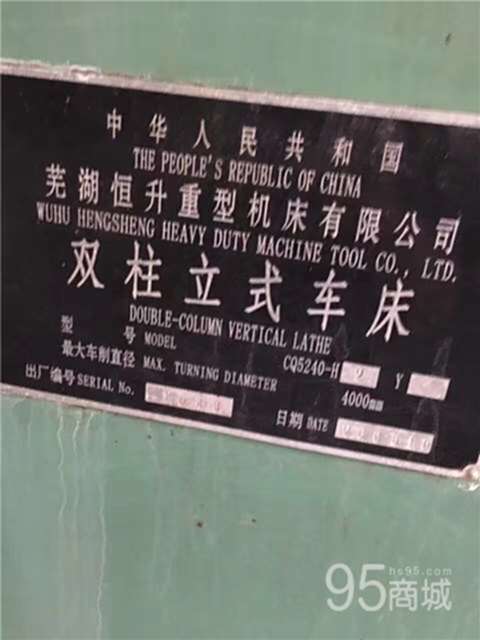 中华人民共和国
THE PEOPLE'S REPUBLIC OF CHINA
芜湖恒升重型机床有限公司
WUHU HENGSHENG HEAVY DUTY MACHINE TOOL CO., LTD.
双柱立式车床
DOUBLE-COLUMN VERTICAL LATHE
型号 MODEL CQ5240-H 2 Y
最大车削直径 MAX. TURNING DIAMETER 4000mm
出厂编号 SERIAL No. 日期 DATE
hs95.com
95商城